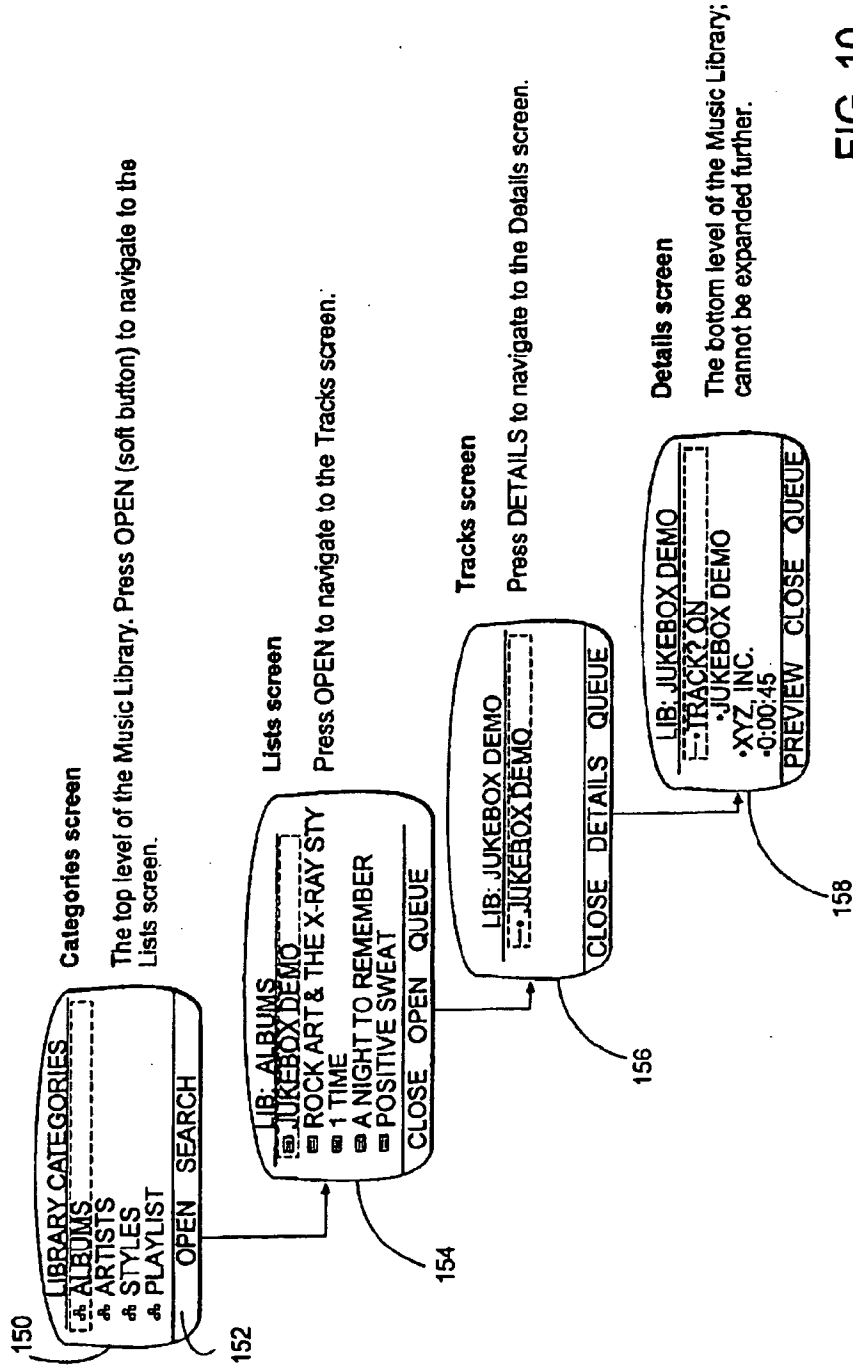 150
LIBRARY CATEGORIES
ALBUMS
ARTISTS
STYLES
PLAYLIST
OPEN SEARCH
152
Categories screen
The top level of the Music Library. Press OPEN (soft button) to navigate to the
Lists screen.
LIB: ALBUMS
JUKEBOX DEMO
ROCK ART & THE X-RAY STY
1 TIME
A NIGHT TO REMEMBER
POSITIVE SWEAT
CLOSE OPEN QUEUE
154
Lists screen
Press OPEN to navigate to the Tracks screen.
LIB: JUKEBOX DEMO
• JUKEBOX DEMO
CLOSE DETAILS QUEUE
156
Tracks screen
Press DETAILS to navigate to the Details screen.
LIB: JUKEBOX DEMO
•TRACK? ON
•JUKEBOX DEMO
•XYZ, INC.
•0:00:45
PREVIEW CLOSE QUEUE
158
Details screen
The bottom level of the Music Library;
cannot be expanded further.
FIG. 10